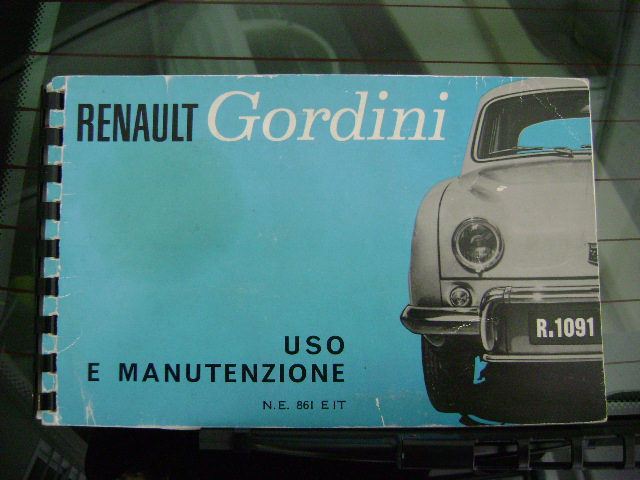 RENAULT Gordini
USO
E MANUTENZIONE
N.E. 861 E IT
R.1091